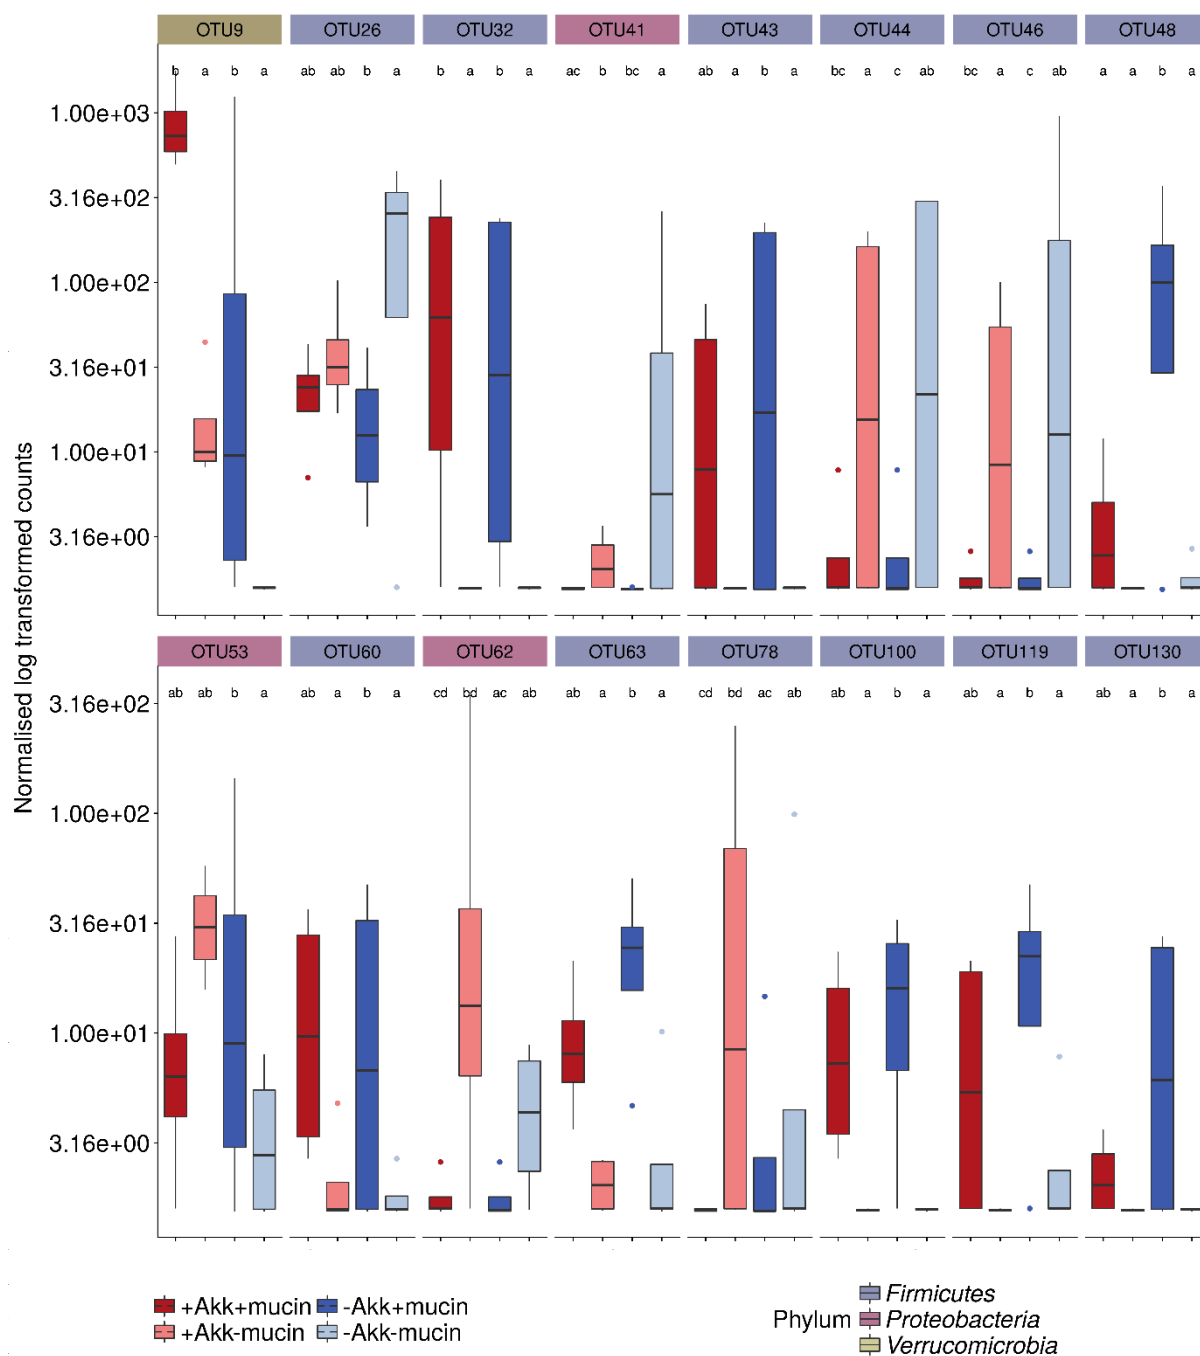 OTU9 OTU26 OTU32 OTU41 OTU43 OTU44 OTU46 OTU48
b a b a ab ab b a b a b a ac b bc a ab a b a bc a c ab bc a c ab a a b a
1.00e+03
3.16e+02
1.00e+02
3.16e+01
1.00e+01
3.16e+00
Normalised log transformed counts
OTU53 OTU60 OTU62 OTU63 OTU78 OTU100 OTU119 OTU130
ab ab b a ab a b a cd bd ac ab ab a b a cd bd ac ab ab a b a ab a b a ab a b a
3.16e+02
1.00e+02
3.16e+01
1.00e+01
3.16e+00
+Akk+mucin -Akk+mucin
+Akk-mucin -Akk-mucin
Phylum
Firmicutes
Proteobacteria
Verrucomicrobia